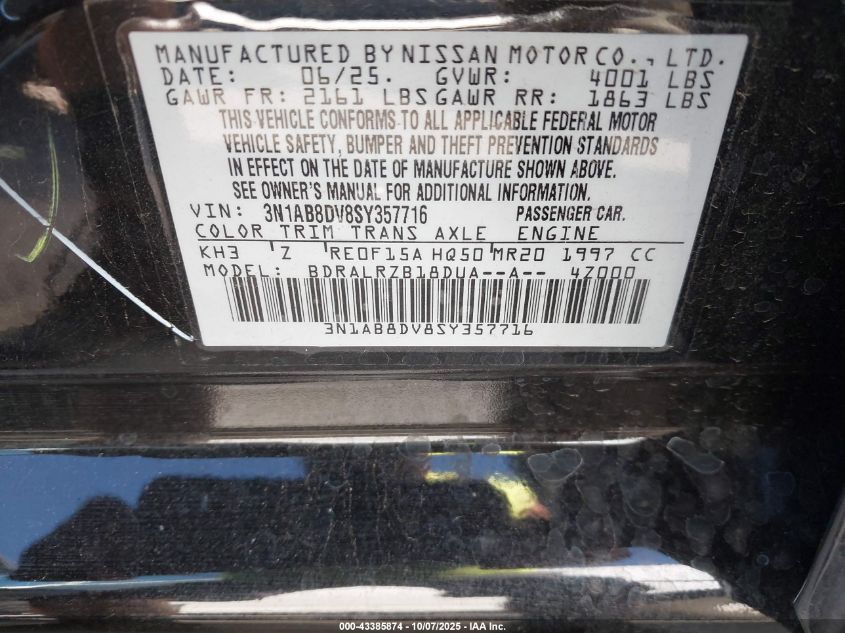 MANUFACTURED BY NISSAN MOTOR CO., LTD.
DATE: 06/25. GVWR: 4001 LBS
GAWR FR: 2161 LBS GAWR RR: 1863 LBS
THIS VEHICLE CONFORMS TO ALL APPLICABLE FEDERAL MOTOR
VEHICLE SAFETY, BUMPER AND THEFT PREVENTION STANDARDS
IN EFFECT ON THE DATE OF MANUFACTURE SHOWN ABOVE.
SEE OWNER'S MANUAL FOR ADDITIONAL INFORMATION.
VIN: 3N1AB8DV8SY357716 PASSENGER CAR.
COLOR TRIM TRANS AXLE ENGINE
KH3 Z RE0F15A HQ50 MR20 1997 CC
MODEL: BDRALRZB18DUA--A-- 4Z000
3N1AB8DV8SY357716
000-43385874 - 10/07/2025 - IAA Inc.